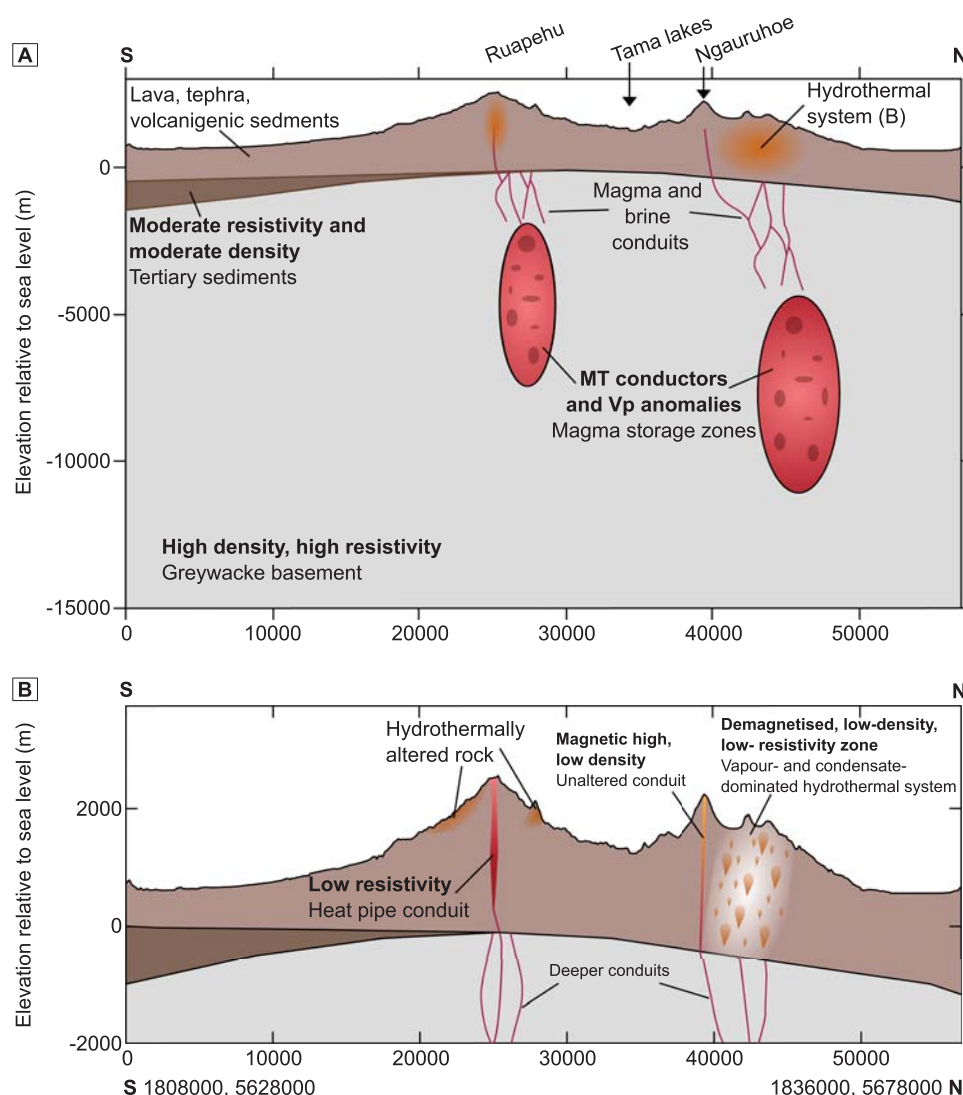 A
S
Ruapehu
Tama lakes
Ngauruhoe
N
Lava, tephra,
volcanigenic sedments
Hydrothermal
system (B)
Elevation relative to sea level (m)
0
-5000
-10000
-15000
Magma and
brine
conduits
Moderate resistivity and
moderate density
Tertiary sediments
MT conductors
and Vp anomalies
Magma storage zones
High density, high resistivity
Greywacke basement
0
10000
20000
30000
40000
50000
B
S
N
Elevation relative to sea level (m)
2000
0
-2000
Hydrothermally
altered rock
Magnetic high,
low density
Unaltered conduit
Demagnetised, low-density,
low- resistivity zone
Vapour- and condensate-
dominated hydrothermal system
Low resistivity
Heat pipe conduit
Deeper conduits
0
10000
20000
30000
40000
50000
S 1808000. 5628000
1836000. 5678000 N